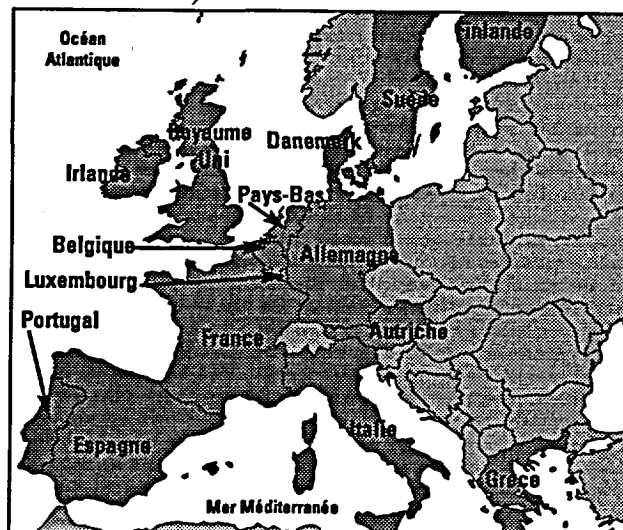 Océan
Atlantique
Finlande
Suède
Royaume
Uni
Danemark
Irlande
Pays-Bas
Belgique
Allemagne
Luxembourg
Portugal
France
Autriche
Espagne
Italie
Grèce
Mer Méditerranée